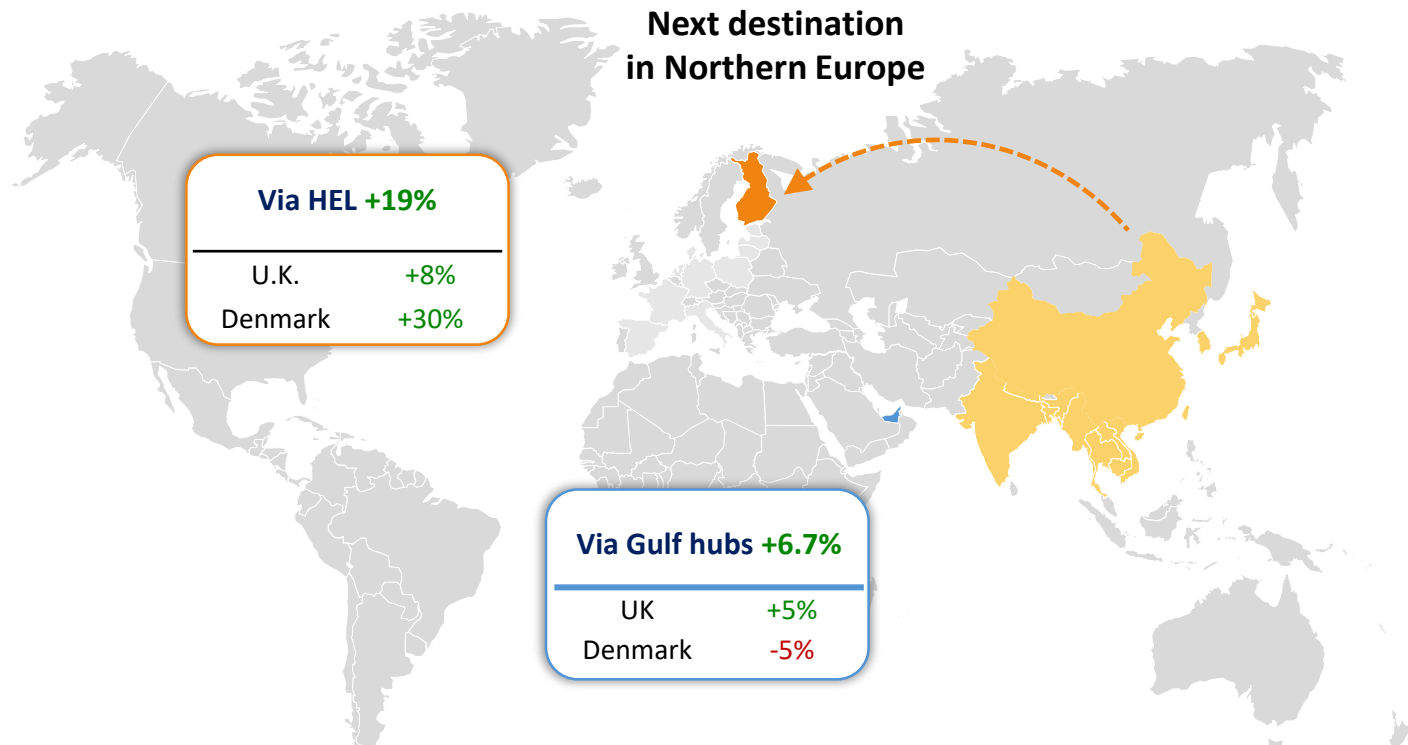 Next destination
in Northern Europe
Via HEL +19%
U.K. +8%
Denmark +30%
Via Gulf hubs +6.7%
UK +5%
Denmark -5%